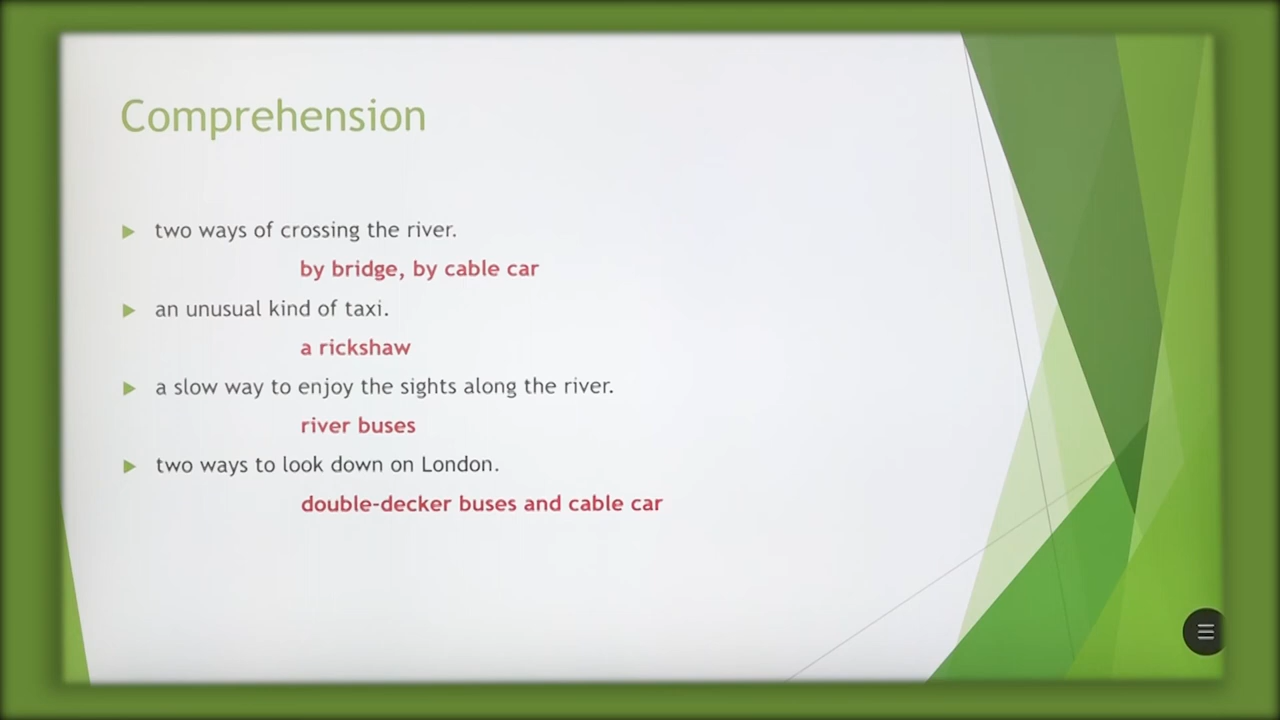 Comprehension
two ways of crossing the river.
by bridge, by cable car
an unusual kind of taxi.
a rickshaw
a slow way to enjoy the sights along the river.
river buses
two ways to look down on London.
double-decker buses and cable car